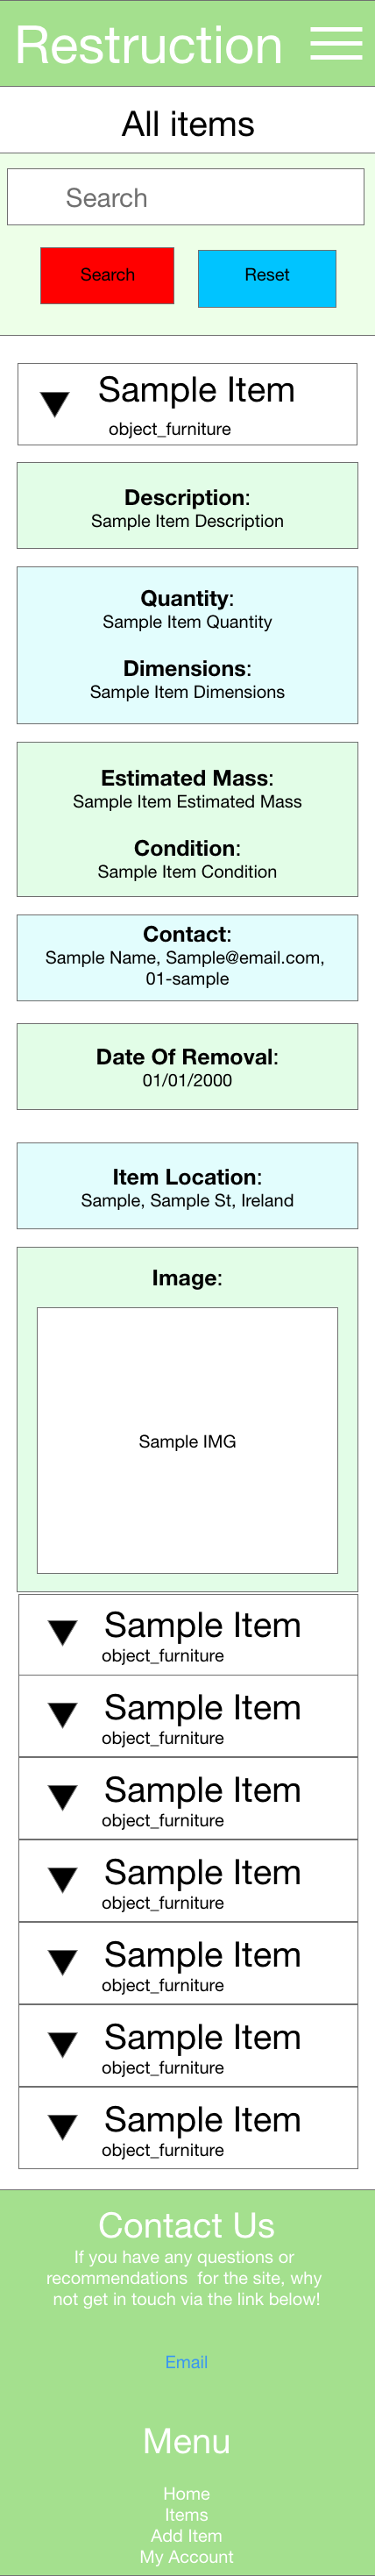 Restruction
All items
Search
Search
Reset
Sample Item
object_furniture
Description:
Sample Item Description
Quantity:
Sample Item Quantity
Dimensions:
Sample Item Dimensions
Estimated Mass:
Sample Item Estimated Mass
Condition:
Sample Item Condition
Contact:
Sample Name, Sample@email.com,
01-sample
Date Of Removal:
01/01/2000
Item Location:
Sample, Sample St, Ireland
Image:
Sample IMG
Sample Item
object_furniture
Sample Item
object_furniture
Sample Item
object_furniture
Sample Item
object_furniture
Sample Item
object_furniture
Sample Item
object_furniture
Sample Item
object_furniture
Contact Us
If you have any questions or
recommendations  for the site, why
not get in touch via the link below!
Email
Menu
Home
Items
Add Item
My Account